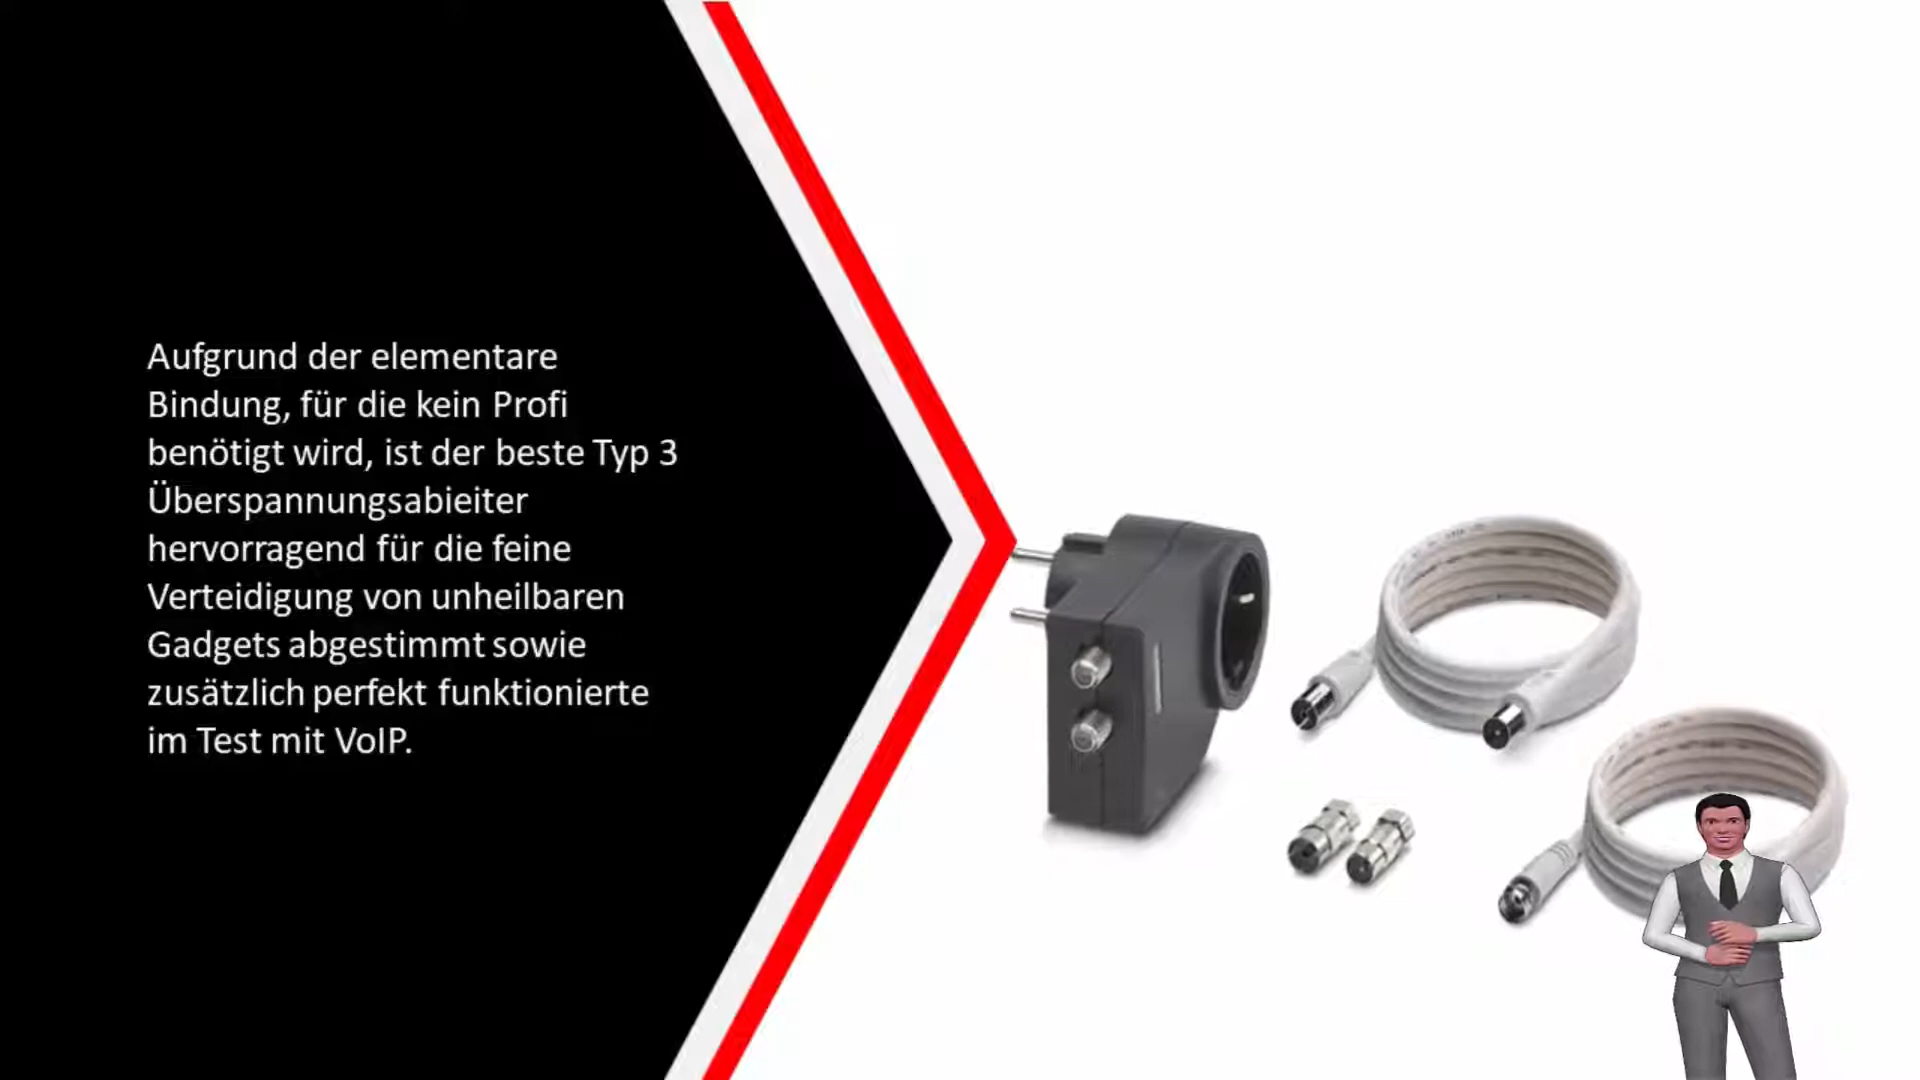 Aufgrund der elementare
Bindung, für die kein Profi
benötigt wird, ist der beste Typ 3
Überspannungsabieiter
hervorragend für die feine
Verteidigung von unheilbaren
Gadgets abgestimmt sowie
zusätzlich perfekt funktionierte
im Test mit VoIP.